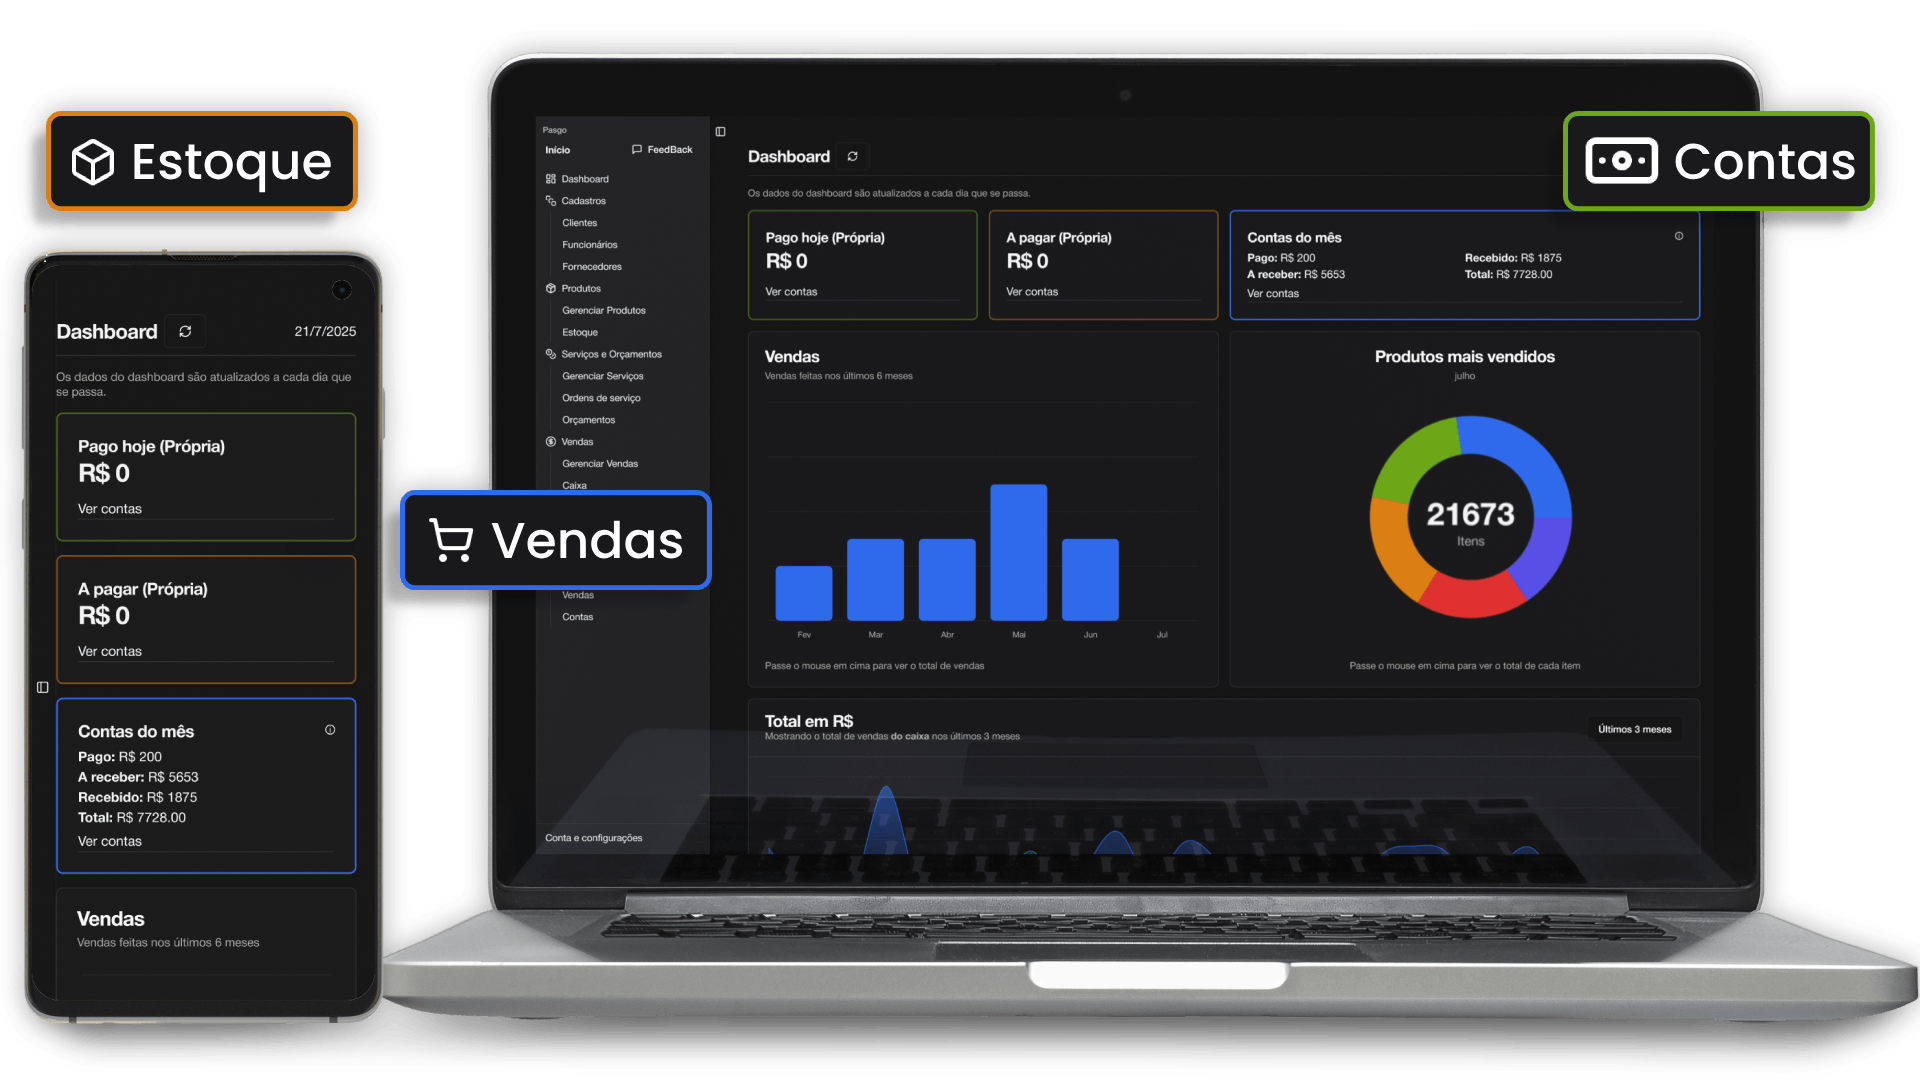 Estoque
Dashboard
21/7/2025
Os dados do dashboard são atualizados a cada dia que
se passa.
Pago hoje (Própria)
R$ 0
Ver contas
A pagar (Própria)
R$ 0
Ver contas
Contas do mês
Pago: R$ 200
A receber: R$ 5653
Recebido: R$ 1875
Total: R$ 7728.00
Ver contas
Vendas
Vendas feitas nos últimos 6 meses
Vendas
Pasgo
Início
FeedBack
Dashboard
Cadastros
Clientes
Funcionários
Fornecedores
Produtos
Gerenciar Produtos
Estoque
Serviços e Orçamentos
Gerenciar Serviços
Ordens de serviço
Orçamentos
Vendas
Gerenciar Vendas
Caixa
Vendas
Contas
Conta e configurações
Dashboard
Os dados do dashboard são atualizados a cada dia que se passa.
Pago hoje (Própria)
R$ 0
Ver contas
A pagar (Própria)
R$ 0
Ver contas
Contas do mês
Pago: R$ 200
Recebido: R$ 1875
A receber: R$ 5653
Total: R$ 7728.00
Ver contas
Contas
Vendas
Vendas feitas nos últimos 6 meses
Fev
Mar
Abr
Mai
Jun
Jul
Passe o mouse em cima para ver o total de vendas
Produtos mais vendidos
julho
21673
Itens
Passe o mouse em cima para ver o total de cada item
Total em R$
Mostrando o total de vendas do caixa nos últimos 3 meses
Últimos 3 meses